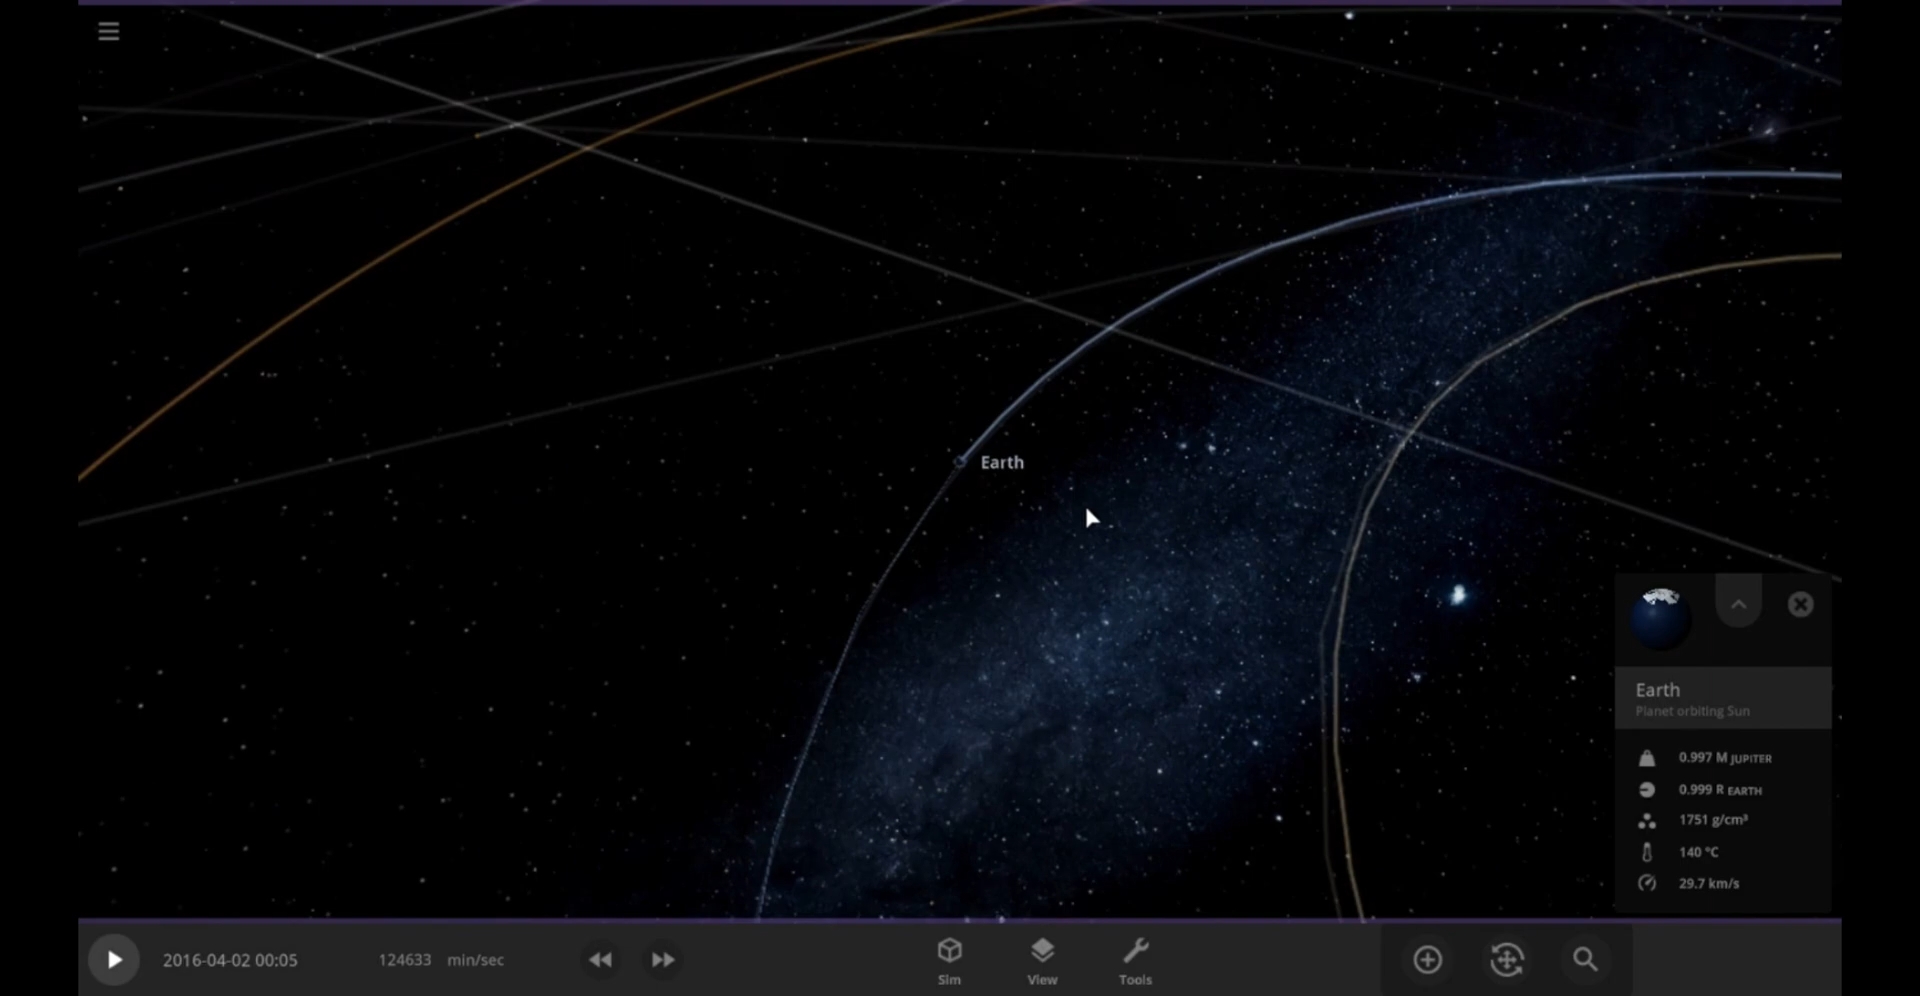 Earth
Earth
Planet orbiting Sun
0.997 M JUPITER
0.999 R EARTH
1751 g/cm³
140 °C
29.7 km/s
2016-04-02 00:05
124633 min/sec
Sim
View
Tools